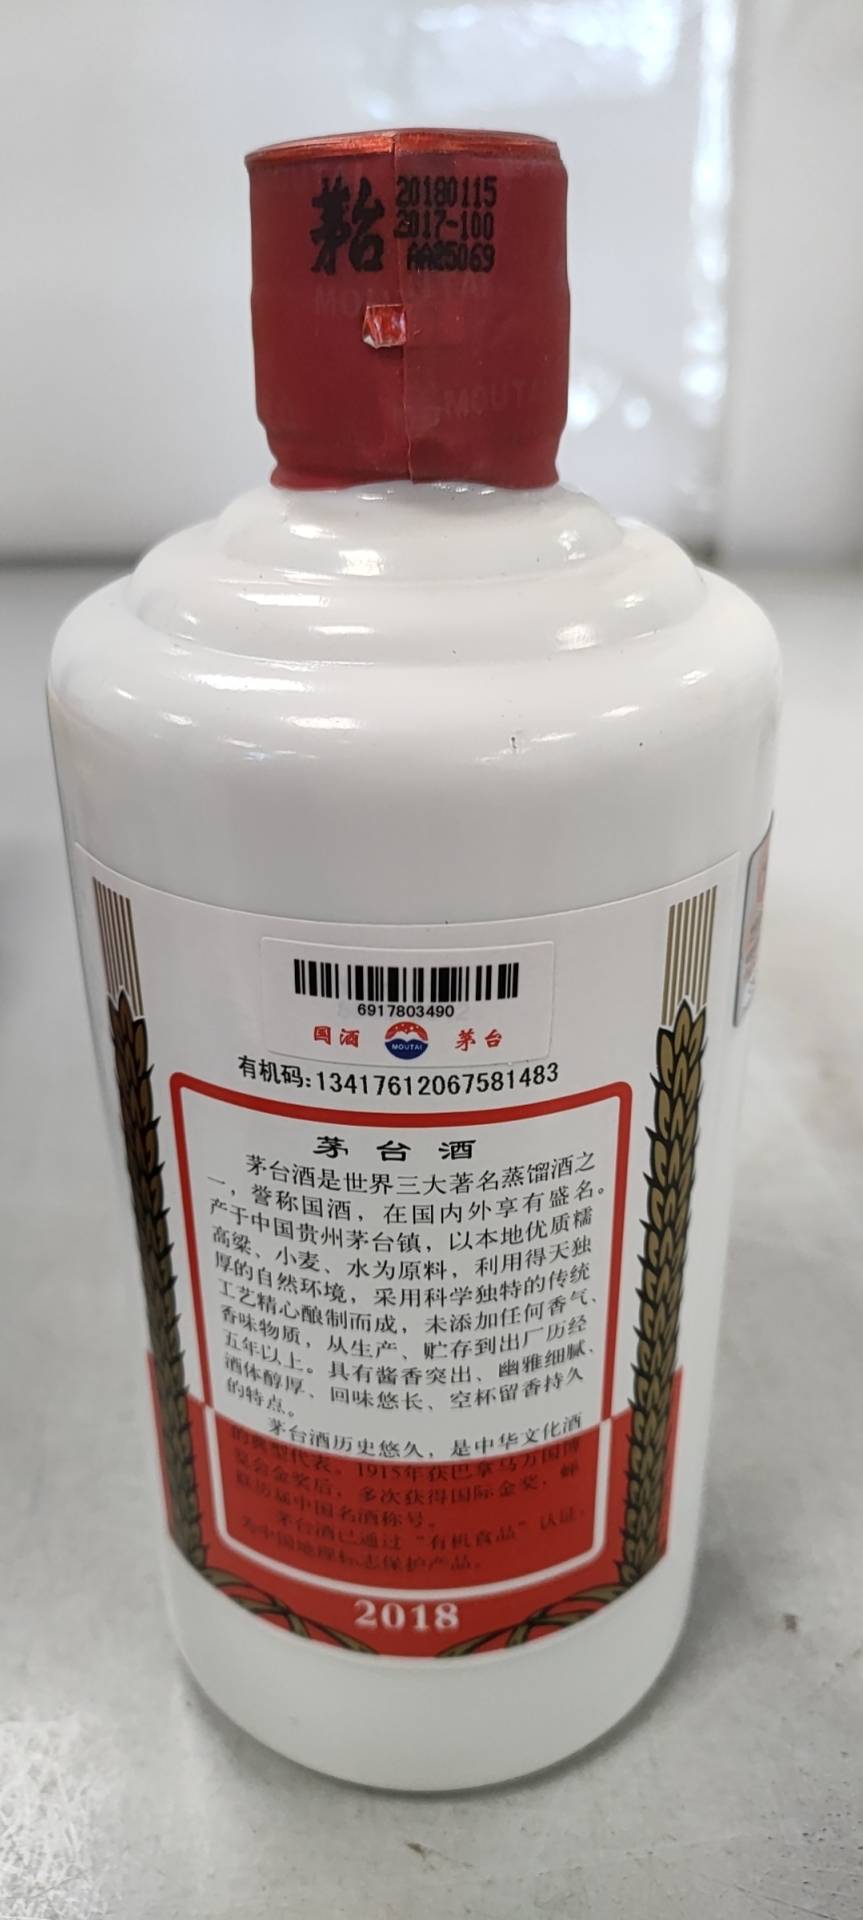 茅台
20180115
2017-100
AA25069
MOUTAI
6917803490
国酒 MOUTAI 茅台
有机码:13417612067581483
茅台酒
茅台酒是世界三大著名蒸馏酒之
一，誉称国酒，在国内外享有盛名。
产于中国贵州茅台镇，以本地优质糯
高粱、小麦、水为原料，利用得天独
厚的自然环境，采用科学独特的传统
工艺精心酿制而成，未添加任何香气、
香味物质，从生产、贮存到出厂历经
五年以上。具有酱香突出、幽雅细腻、
酒体醇厚、回味悠长、空杯留香持久
的特点。
茅台酒历史悠久，是中华文化酒
的典型代表。1915年获巴拿马万国博
览会金奖后，多次获得国际金奖，蝉
联历届中国名酒称号。
茅台酒已通过“有机食品”认证，
为中国地理标志保护产品。
2018